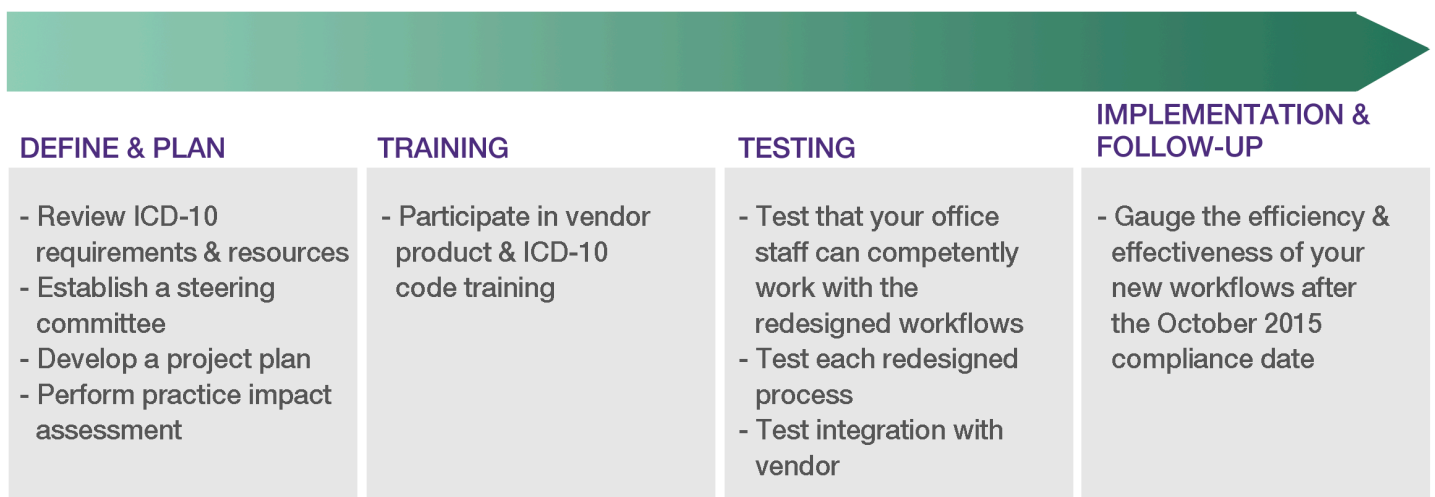 DEFINE & PLAN
- Review ICD-10
requirements & resources
- Establish a steering
committee
- Develop a project plan
- Perform practice impact
assessment
TRAINING
- Participate in vendor
product & ICD-10
code training
TESTING
- Test that your office
staff can competently
work with the
redesigned workflows
- Test each redesigned
process
- Test integration with
vendor
IMPLEMENTATION &
FOLLOW-UP
- Gauge the efficiency &
effectiveness of your
new workflows after
the October 2015
compliance date